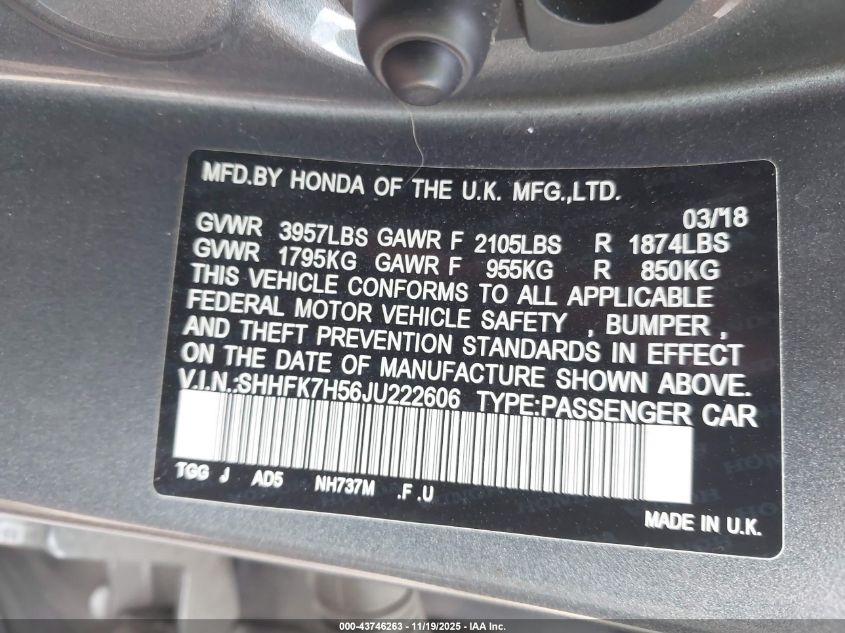 MFD.BY HONDA OF THE U.K. MFG.,LTD.
03/'18
GVWR 3957LBS GAWR F 2105LBS R 1874LBS
GVWR 1795KG GAWR F 955KG R 850KG
THIS VEHICLE CONFORMS TO ALL APPLICABLE
FEDERAL MOTOR VEHICLE SAFETY , BUMPER ,
AND THEFT PREVENTION STANDARDS IN EFFECT
ON THE DATE OF MANUFACTURE SHOWN ABOVE.
V.I.N.:SHHFK7H56JU222606 TYPE:PASSENGER CAR
TGG J AD5 NH737M .F .U
MADE IN U.K.
000-43746263 - 11/19/2025 - IAA Inc.